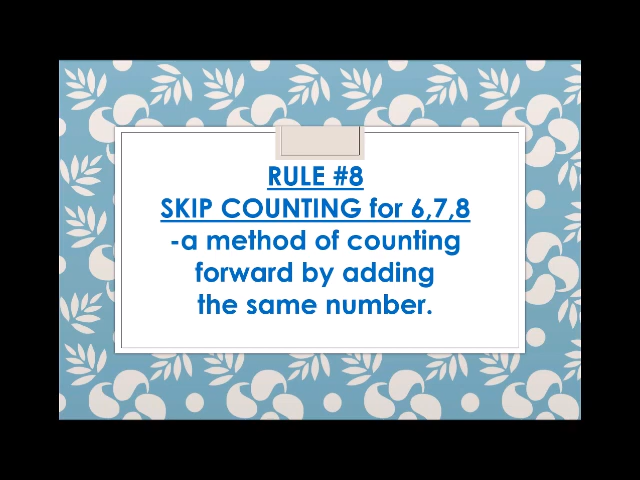 RULE #8
SKIP COUNTING for 6,7,8
-a method of counting
forward by adding
the same number.